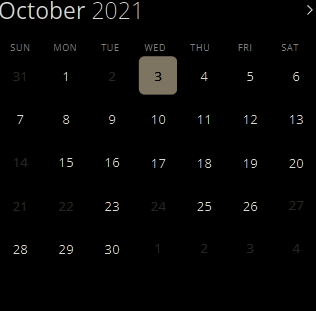 October 2021
SUN MON TUE WED THU FRI SAT
31 1 2 3 4 5 6
7 8 9 10 11 12 13
14 15 16 17 18 19 20
21 22 23 24 25 26 27
28 29 30 1 2 3 4